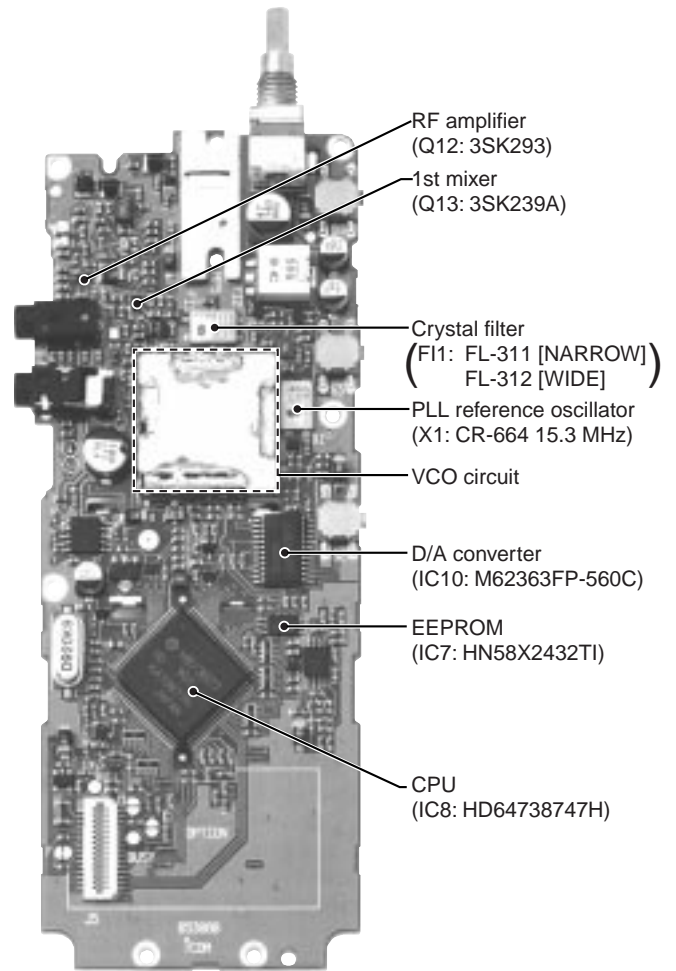 RF amplifier
(Q12: 3SK293)
1st mixer
(Q13: 3SK239A)
Crystal filter
(FI1: FL-311 [NARROW]
FL-312 [WIDE])
PLL reference oscillator
(X1: CR-664 15.3 MHz)
VCO circuit
D/A converter
(IC10: M62363FP-560C)
EEPROM
(IC7: HN58X2432TI)
CPU
(IC8: HD64738747H)
OPTION
BUSY